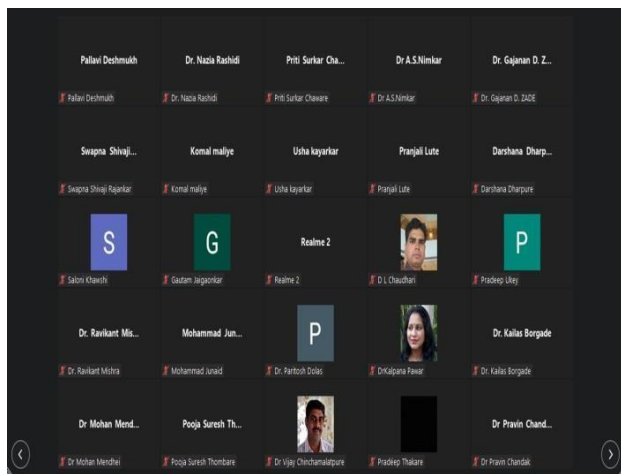 Pallavi Deshmukh
Dr. Nazia Rashidi
Priti Surkar Cha...
Dr A.S.Nimkar
Dr. Gajanan D. Z...
Pallavi Deshmukh
Dr. Nazia Rashidi
Priti Surkar Chaware
Dr A.S.Nimkar
Dr. Gajanan D. ZADE
Swapna Shivaji...
Komal maliye
Usha kayarkar
Pranjali Lute
Darshana Dharp...
Swapna Shivaji Rajankar
Komal maliye
Usha kayarkar
Pranjali Lute
Darshana Dharpure
S
G
Realme 2
P
Saloni Khawshi
Gautam Jaigaonkar
Realme 2
D L Chaudhari
Pradeep Ukey
Dr. Ravikant Mis...
Mohammad Jun...
P
Dr. Kailas Borgade
Dr. Ravikant Mishra
Mohammad Junaid
Dr. Paritosh Dolas
DrKalpana Pawar
Dr. Kailas Borgade
Dr Mohan Mend...
Pooja Suresh Th...
Dr Pravin Chand...
Dr Mohan Mendhei
Pooja Suresh Thombare
Dr Vijay Chinchamalatpure
Pradeep Thakare
Dr Pravin Chandak